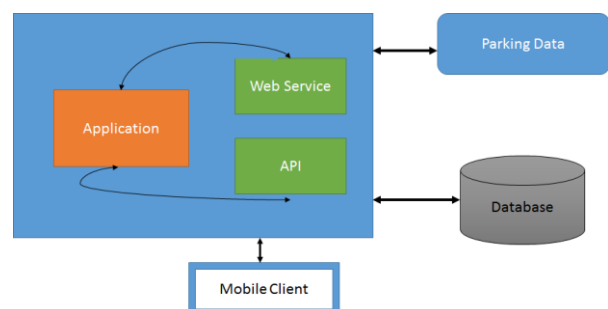 Parking Data
Web Service
Application
API
Database
Mobile Client